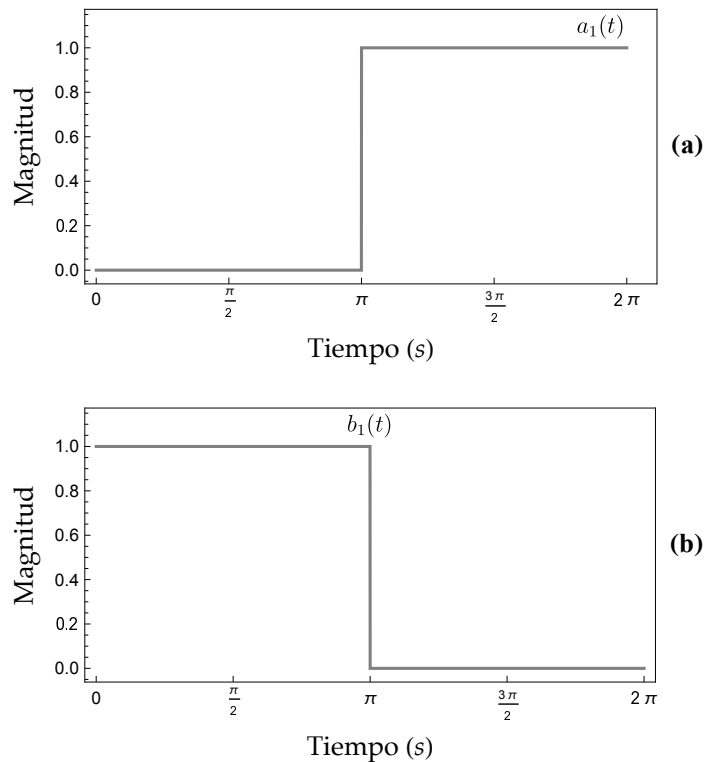 a₁(t)
1.0
0.8
0.6
0.4
0.2
0.0
Magnitud
0 π/2 π 3π/2 2π
Tiempo (s)
(a)
b₁(t)
1.0
0.8
0.6
0.4
0.2
0.0
Magnitud
0 π/2 π 3π/2 2π
Tiempo (s)
(b)